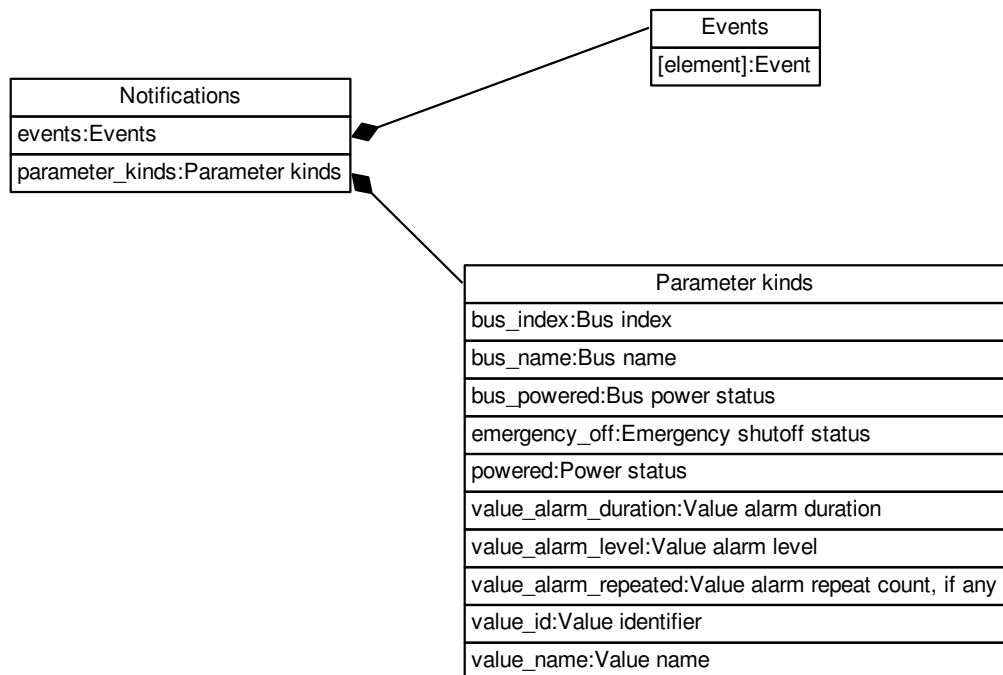 Events
[element]:Event
Notifications
events:Events
parameter_kinds:Parameter kinds
Parameter kinds
bus_index:Bus index
bus_name:Bus name
bus_powered:Bus power status
emergency_off:Emergency shutoff status
powered:Power status
value_alarm_duration:Value alarm duration
value_alarm_level:Value alarm level
value_alarm_repeated:Value alarm repeat count, if any
value_id:Value identifier
value_name:Value name